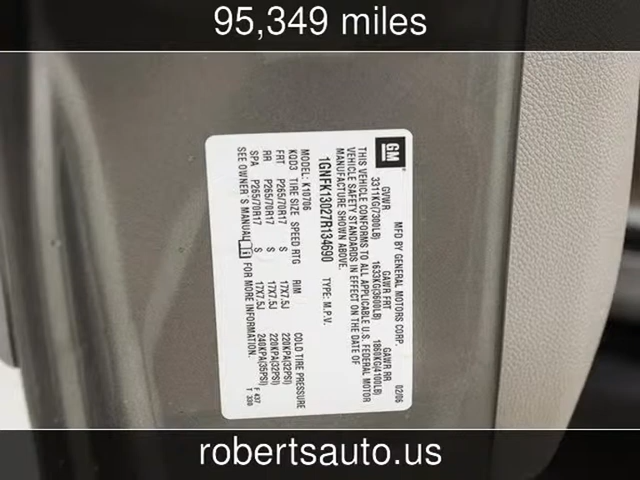 95,349 miles
GM
MFD BY GENERAL MOTORS CORP. 02/06
GVWR GAWR FRT GAWR RR
3311KG(7300LB) 1633KG(3600LB) 1860KG(4100LB)
THIS VEHICLE CONFORMS TO ALL APPLICABLE U.S. FEDERAL MOTOR
VEHICLE SAFETY STANDARDS IN EFFECT ON THE DATE OF
MANUFACTURE SHOWN ABOVE.
1GNFK13027R134690 TYPE: M.P.V.
MODEL: K10706
KQD3 TIRE SIZE SPEED RTG RIM COLD TIRE PRESSURE
FRT P265/70R17 S 17X7.5J 220KPA(32PSI)
RR P265/70R17 S 17X7.5J 220KPA(32PSI)
SPA P265/70R17 S 17X7.5J 240KPA(35PSI)
SEE OWNER'S MANUAL i FOR MORE INFORMATION.
F 437
T 330
robertsauto.us